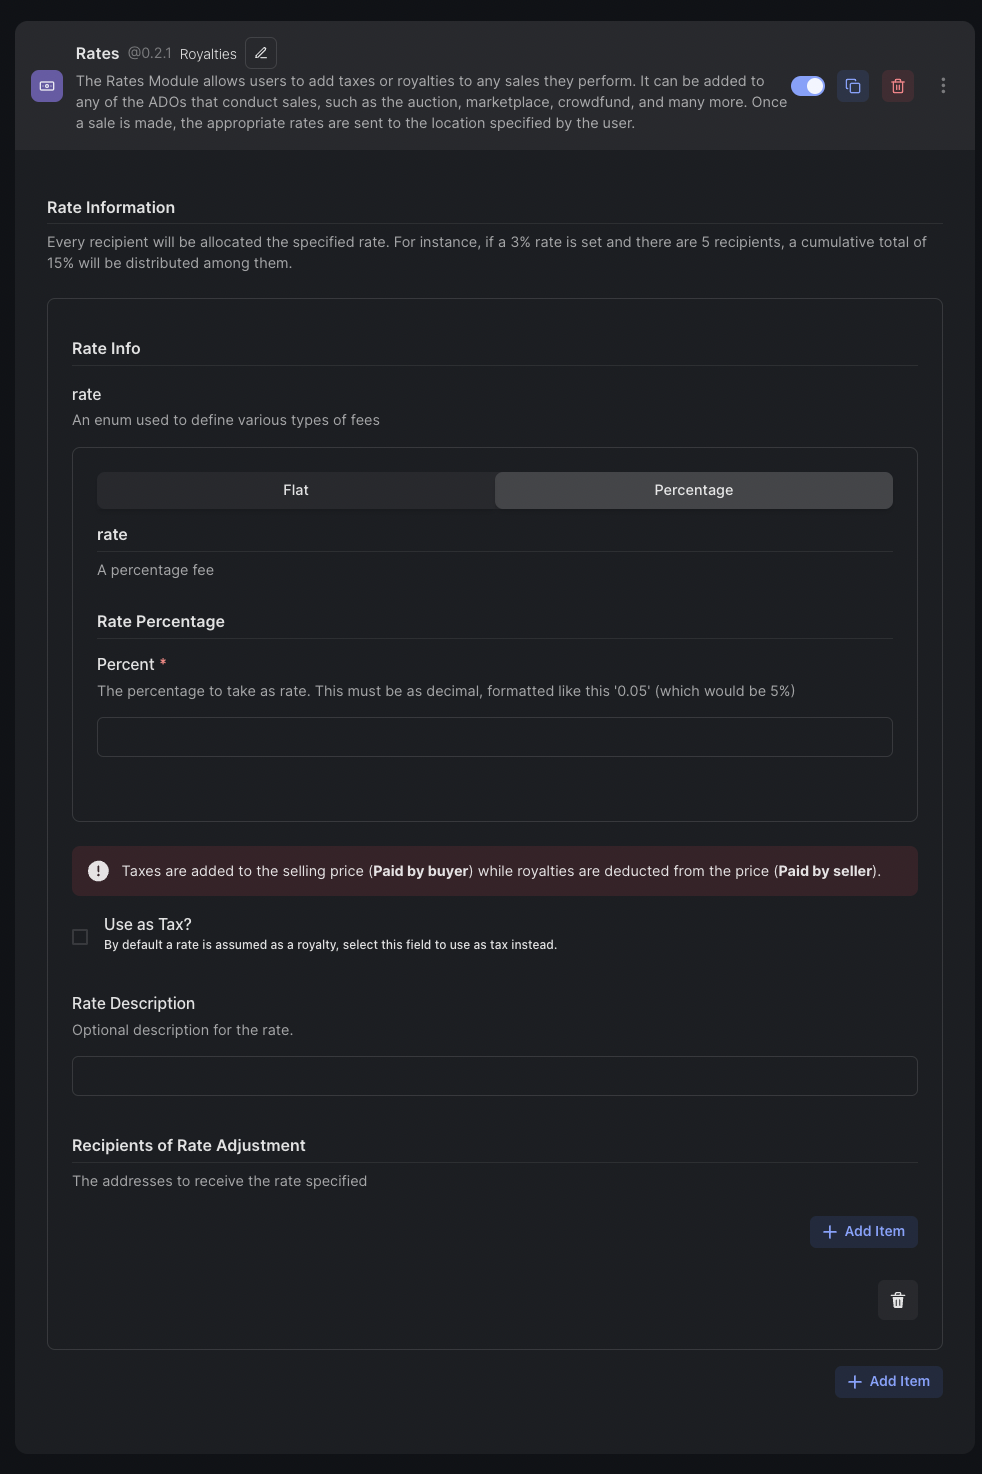 Rates @0.2.1 Royalties
The Rates Module allows users to add taxes or royalties to any sales they perform. It can be added to
any of the ADOs that conduct sales, such as the auction, marketplace, crowdfund, and many more. Once
a sale is made, the appropriate rates are sent to the location specified by the user.
Rate Information
Every recipient will be allocated the specified rate. For instance, if a 3% rate is set and there are 5 recipients, a cumulative total of
15% will be distributed among them.
Rate Info
rate
An enum used to define various types of fees
Flat Percentage
rate
A percentage fee
Rate Percentage
Percent *
The percentage to take as rate. This must be as decimal, formatted like this '0.05' (which would be 5%)
Taxes are added to the selling price (Paid by buyer) while royalties are deducted from the price (Paid by seller).
Use as Tax?
By default a rate is assumed as a royalty, select this field to use as tax instead.
Rate Description
Optional description for the rate.
Recipients of Rate Adjustment
The addresses to receive the rate specified
Add Item
Add Item